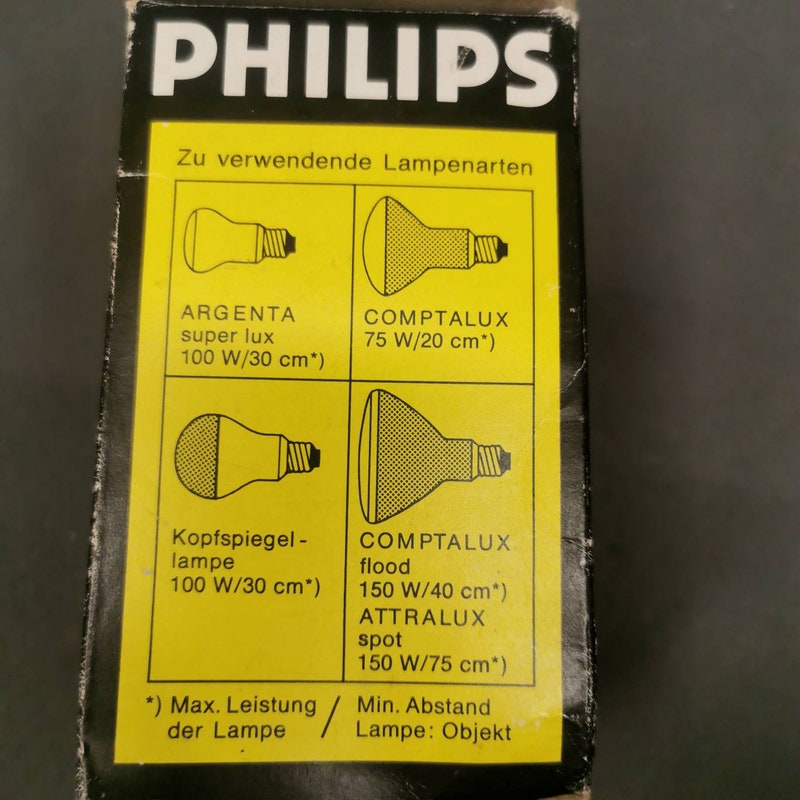 PHILIPS
Zu verwendende Lampenarten
ARGENTA
super lux
100 W/30 cm*)
COMPTALUX
75 W/20 cm*)
Kopfspiegel-
lampe
100 W/30 cm*)
COMPTALUX
flood
150 W/40 cm*)
ATTRALUX
spot
150 W/75 cm*)
*) Max. Leistung
der Lampe
/
Min. Abstand
Lampe: Objekt